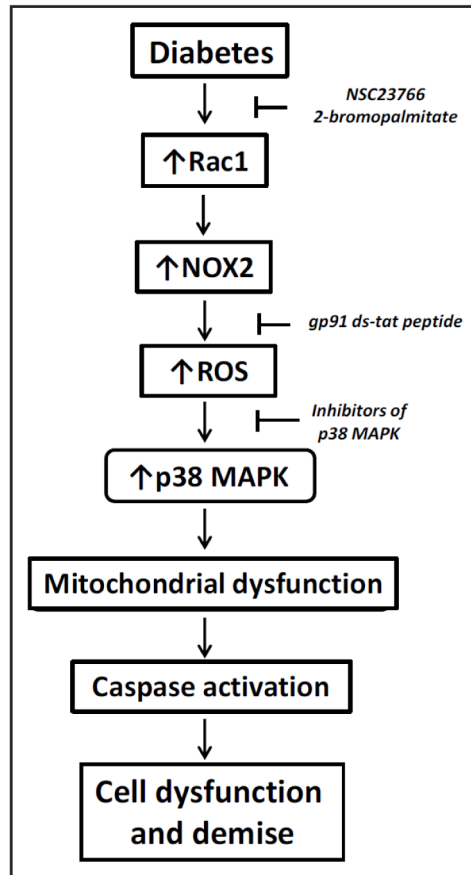 Diabetes
NSC23766
2-bromopalmitate
↑Rac1
↑NOX2
gp91 ds-tat peptide
↑ROS
Inhibitors of
p38 MAPK
↑p38 MAPK
Mitochondrial dysfunction
Caspase activation
Cell dysfunction
and demise